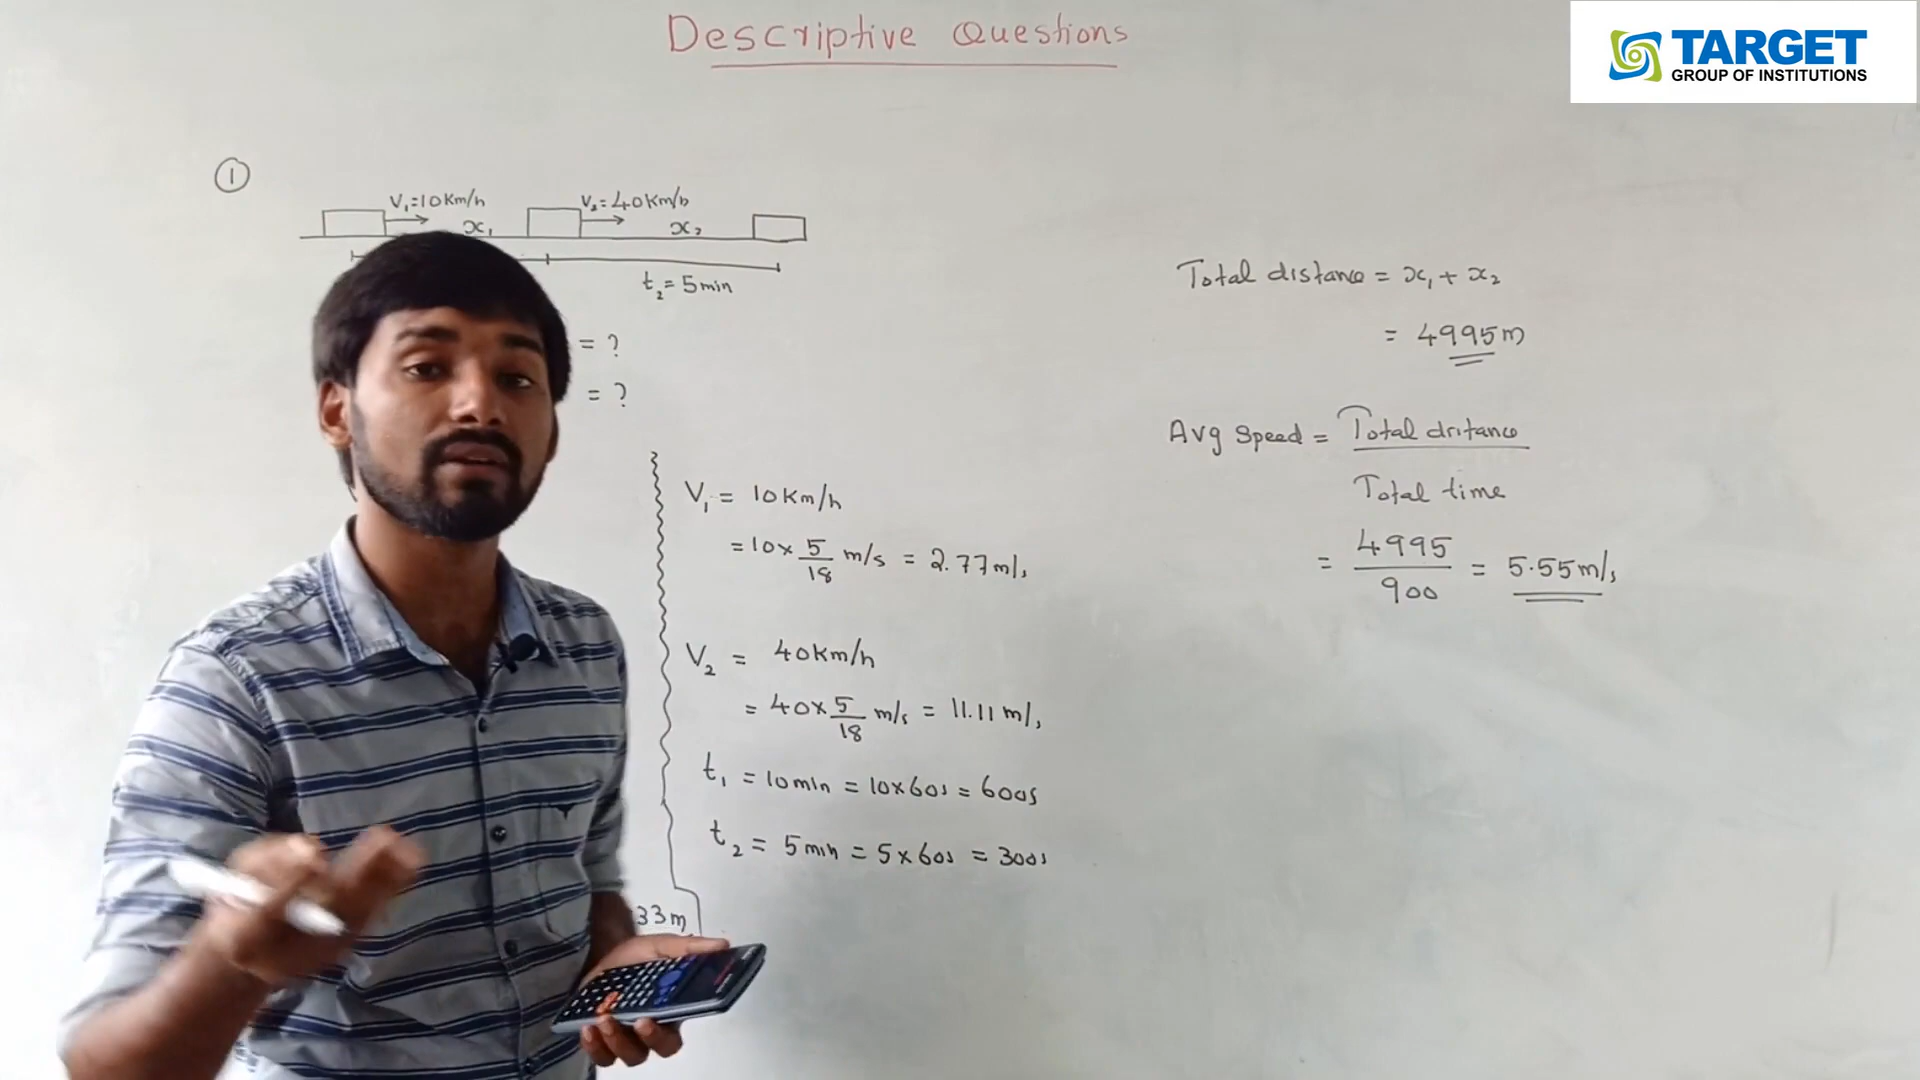 Descriptive Questions
TARGET
GROUP OF INSTITUTIONS
1
V₁=10Km/h V₂=40Km/h
x₁ x₂
t₂=5min
= ?
= ?
V₁ = 10Km/h
=10×5/18 m/s = 2.77m/s
V₂ = 40Km/h
= 40×5/18 m/s = 11.11m/s
t₁ =10min =10×60s=600s
t₂ = 5min =5×60s =300s
33m
Total distance = x₁ + x₂
= 4995m
Avg Speed = Total distance
Total time
= 4995/900 = 5.55m/s